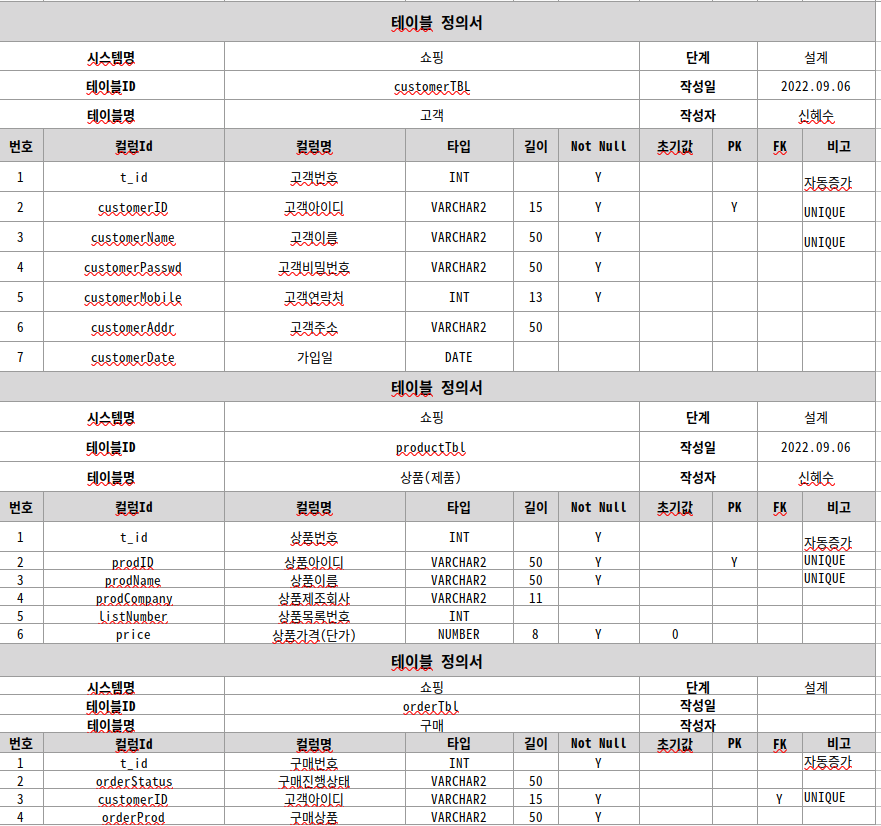 테이블 정의서
시스템명 쇼핑 단계 설계
테이블ID customerTBL 작성일 2022.09.06
테이블명 고객 작성자 신혜수
번호 컬럼Id 컬럼명 타입 길이 Not Null 초기값 PK FK 비고
1 t_id 고객번호 INT Y 자동증가
2 customerID 고객아이디 VARCHAR2 15 Y Y UNIQUE
3 customerName 고객이름 VARCHAR2 50 Y UNIQUE
4 customerPasswd 고객비밀번호 VARCHAR2 50 Y
5 customerMobile 고객연락처 INT 13 Y
6 customerAddr 고객주소 VARCHAR2 50
7 customerDate 가입일 DATE
테이블 정의서
시스템명 쇼핑 단계 설계
테이블ID productTbl 작성일 2022.09.06
테이블명 상품(제품) 작성자 신혜수
번호 컬럼Id 컬럼명 타입 길이 Not Null 초기값 PK FK 비고
1 t_id 상품번호 INT Y 자동증가
2 prodID 상품아이디 VARCHAR2 50 Y Y UNIQUE
3 prodName 상품이름 VARCHAR2 50 Y UNIQUE
4 prodCompany 상품제조회사 VARCHAR2 11
5 listNumber 상품목록번호 INT
6 price 상품가격(단가) NUMBER 8 Y 0
테이블 정의서
시스템명 쇼핑 단계 설계
테이블ID orderTbl 작성일
테이블명 구매 작성자
번호 컬럼Id 컬럼명 타입 길이 Not Null 초기값 PK FK 비고
1 t_id 구매번호 INT Y 자동증가
2 orderStatus 구매진행상태 VARCHAR2 50
3 customerID 고객아이디 VARCHAR2 15 Y Y UNIQUE
4 orderProd 구매상품 VARCHAR2 50 Y